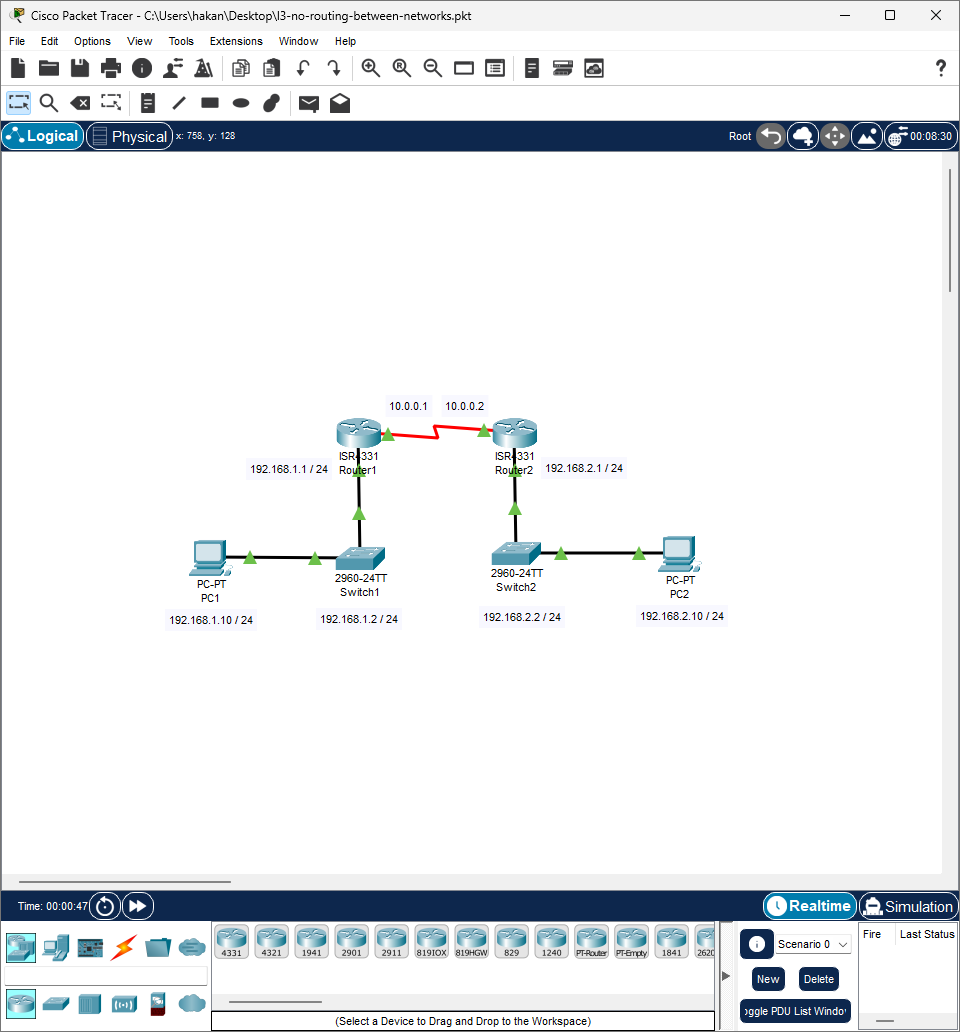 Cisco Packet Tracer - C:\Users\hakan\Desktop\l3-no-routing-between-networks.pkt
File Edit Options View Tools Extensions Window Help
Logical Physical x: 758, y: 128 Root 00:08:30
10.0.0.1 10.0.0.2
ISR4331
Router1
ISR4331
Router2
192.168.1.1 / 24
192.168.2.1 / 24
PC-PT
PC1
2960-24TT
Switch1
2960-24TT
Switch2
PC-PT
PC2
192.168.1.10 / 24
192.168.1.2 / 24
192.168.2.2 / 24
192.168.2.10 / 24
Time: 00:00:47
Realtime Simulation
4331 4321 1941 2901 2911 819IOX 819HGW 829 1240 PT-Router PT-Empty 1841 2620
(Select a Device to Drag and Drop to the Workspace)
Scenario 0
New Delete
oggle PDU List Windov
Fire Last Status